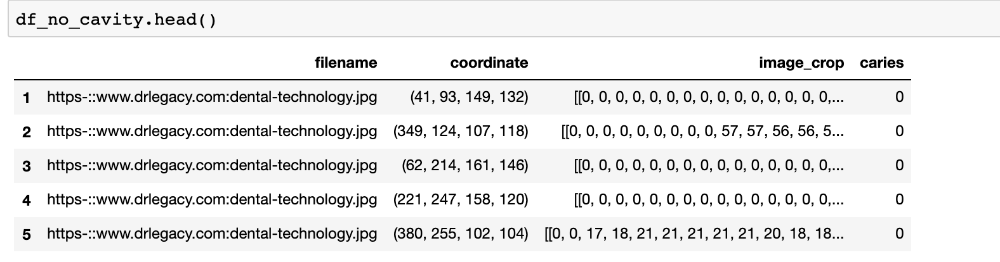 df_no_cavity.head()
filename coordinate image_crop caries
1 https-::www.drlegacy.com:dental-technology.jpg (41, 93, 149, 132) [[0, 0, 0, 0, 0, 0, 0, 0, 0, 0, 0, 0, 0, 0, 0,... 0
2 https-::www.drlegacy.com:dental-technology.jpg (349, 124, 107, 118) [[0, 0, 0, 0, 0, 0, 0, 0, 0, 57, 57, 56, 56, 5... 0
3 https-::www.drlegacy.com:dental-technology.jpg (62, 214, 161, 146) [[0, 0, 0, 0, 0, 0, 0, 0, 0, 0, 0, 0, 0, 0, 0,... 0
4 https-::www.drlegacy.com:dental-technology.jpg (221, 247, 158, 120) [[0, 0, 0, 0, 0, 0, 0, 0, 0, 0, 0, 0, 0, 0, 0,... 0
5 https-::www.drlegacy.com:dental-technology.jpg (380, 255, 102, 104) [[0, 0, 17, 18, 21, 21, 21, 21, 21, 20, 18, 18... 0